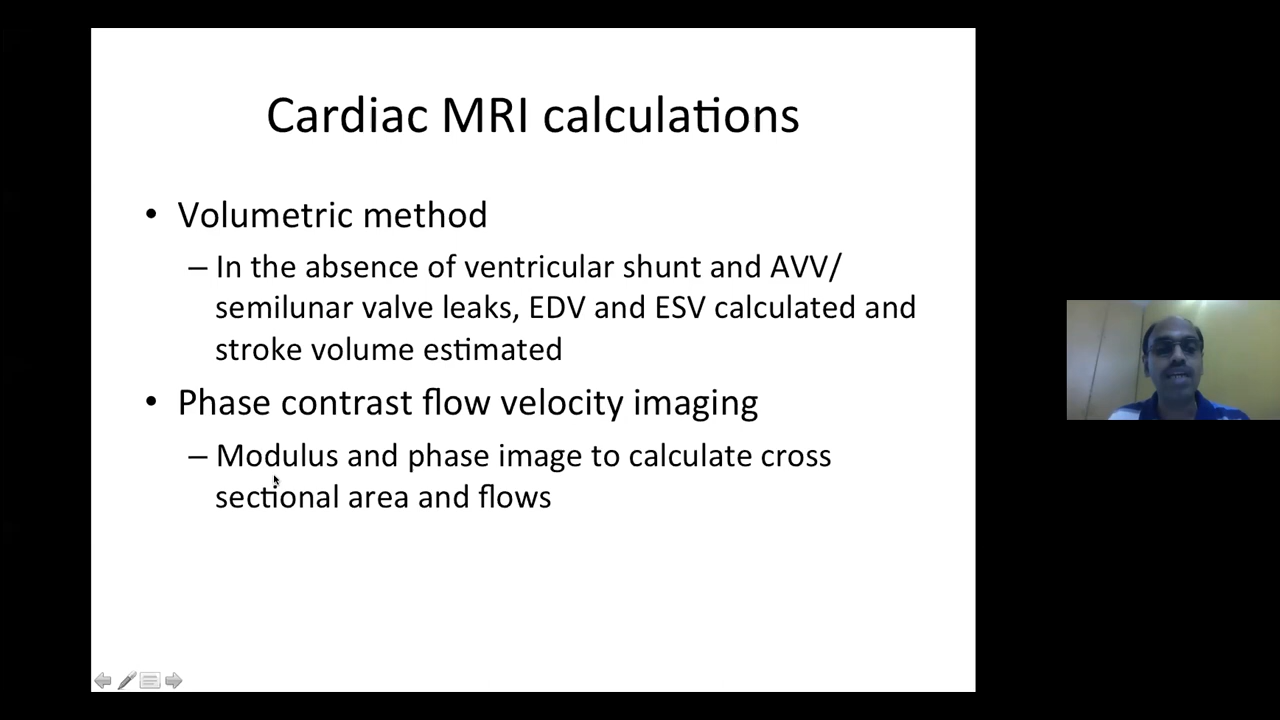 Cardiac MRI calculations
• Volumetric method
– In the absence of ventricular shunt and AVV/
semilunar valve leaks, EDV and ESV calculated and
stroke volume estimated
• Phase contrast flow velocity imaging
– Modulus and phase image to calculate cross
sectional area and flows